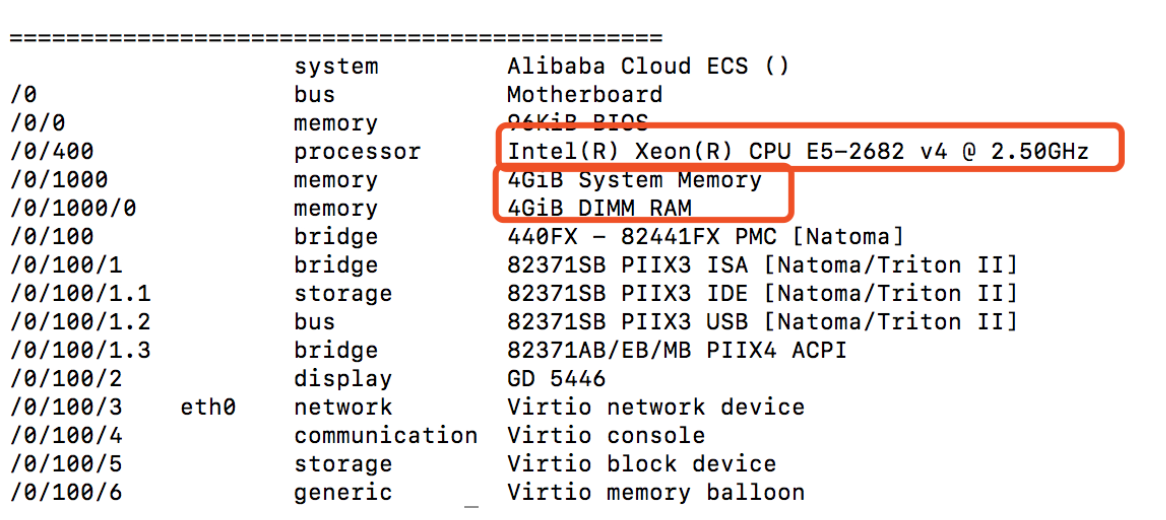 ==============================================
system Alibaba Cloud ECS ()
/0 bus Motherboard
/0/0 memory 96KiB BIOS
/0/400 processor Intel(R) Xeon(R) CPU E5-2682 v4 @ 2.50GHz
/0/1000 memory 4GiB System Memory
/0/1000/0 memory 4GiB DIMM RAM
/0/100 bridge 440FX - 82441FX PMC [Natoma]
/0/100/1 bridge 82371SB PIIX3 ISA [Natoma/Triton II]
/0/100/1.1 storage 82371SB PIIX3 IDE [Natoma/Triton II]
/0/100/1.2 bus 82371SB PIIX3 USB [Natoma/Triton II]
/0/100/1.3 bridge 82371AB/EB/MB PIIX4 ACPI
/0/100/2 display GD 5446
/0/100/3 eth0 network Virtio network device
/0/100/4 communication Virtio console
/0/100/5 storage Virtio block device
/0/100/6 generic Virtio memory balloon